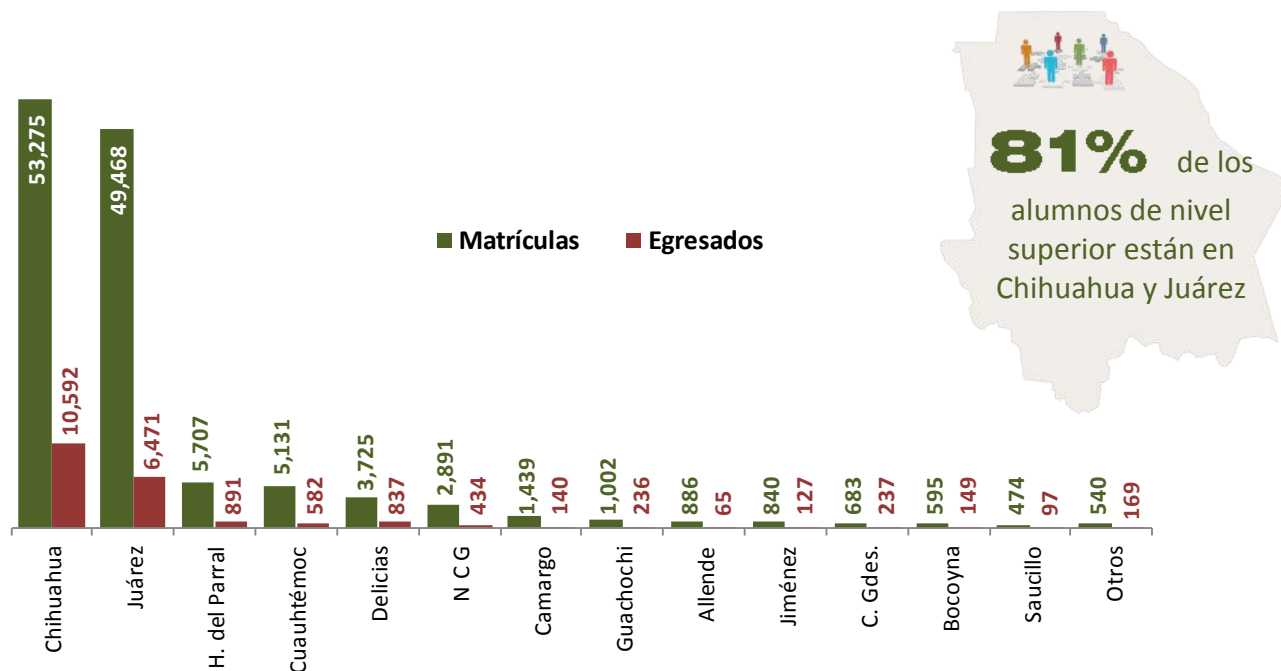 81% de los
alumnos de nivel
superior están en
Chihuahua y Juárez
Matrículas Egresados
53,275
10,592
49,468
6,471
5,707
891
5,131
582
3,725
837
2,891
434
1,439
140
1,002
236
886
65
840
127
683
237
595
149
474
97
540
169
Chihuahua
Juárez
H. del Parral
Cuauhtémoc
Delicias
N C G
Camargo
Guachochi
Allende
Jiménez
C. Gdes.
Bocoyna
Saucillo
Otros